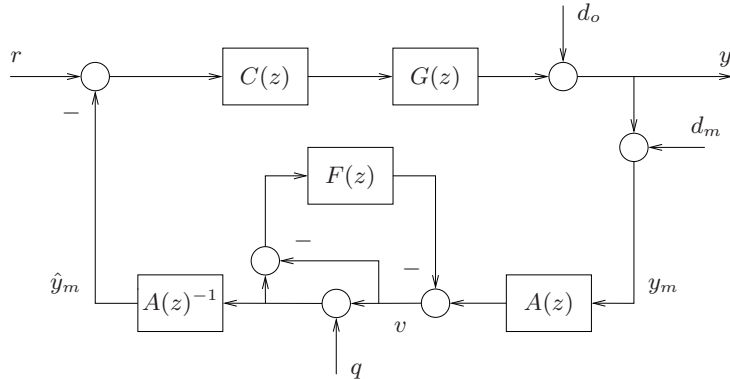 d_o
r
C(z)
G(z)
y
−
d_m
F(z)
−
−
ŷ_m
A(z)^{-1}
A(z)
y_m
v
q